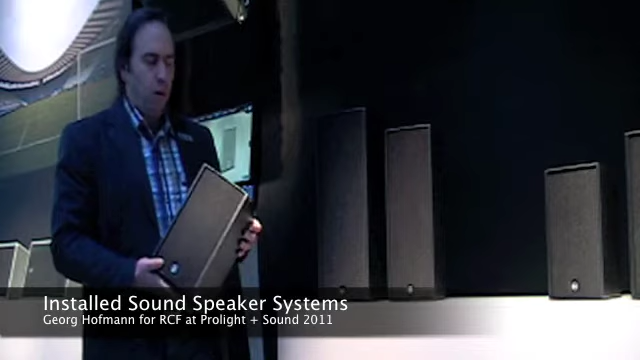 Installed Sound Speaker Systems
Georg Hofmann for RCF at Prolight + Sound 2011